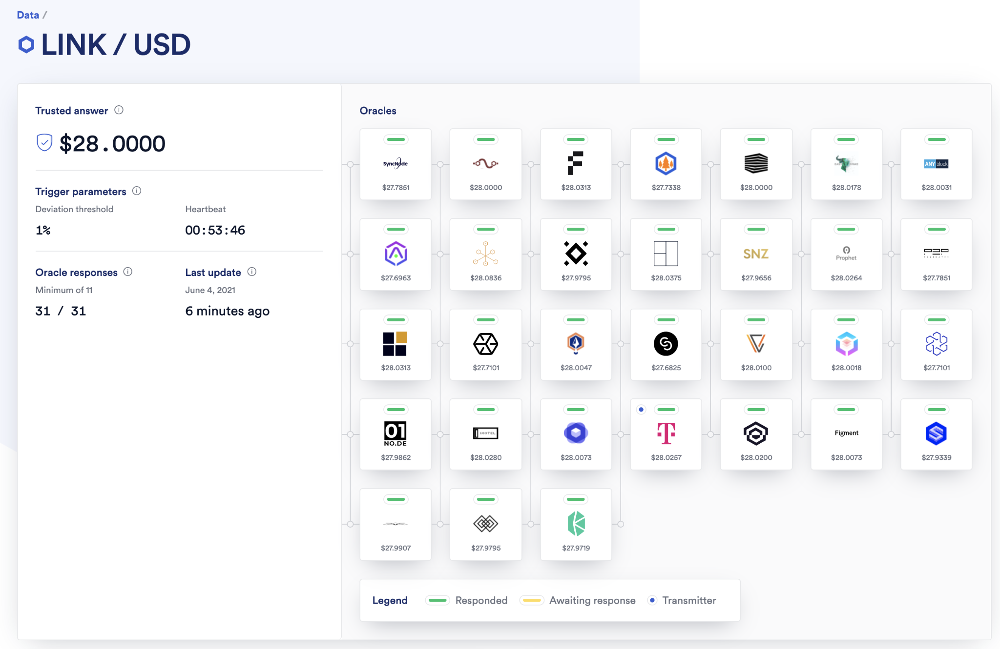 Data /
LINK / USD
Trusted answer
$28.0000
Trigger parameters
Deviation threshold
1%
Heartbeat
00:53:46
Oracle responses
Minimum of 11
31 / 31
Last update
June 4, 2021
6 minutes ago
Oracles
SyncNode
$27.7851
$28.0000
$28.0313
$27.7338
$28.0000
$28.0178
ANY block
$28.0031
$27.6963
$28.0836
$27.9795
$28.0375
SNZ
$27.9656
Prophet
$28.0264
$27.7851
$28.0313
$27.7101
$28.0047
$27.6825
$28.0100
$28.0018
$27.7101
01
NO.DE
$27.9862
INOTEL
$28.0280
$28.0073
T
$28.0257
$28.0200
Figment
$28.0073
$27.9339
$27.9907
$27.9795
$27.9719
Legend
Responded
Awaiting response
Transmitter